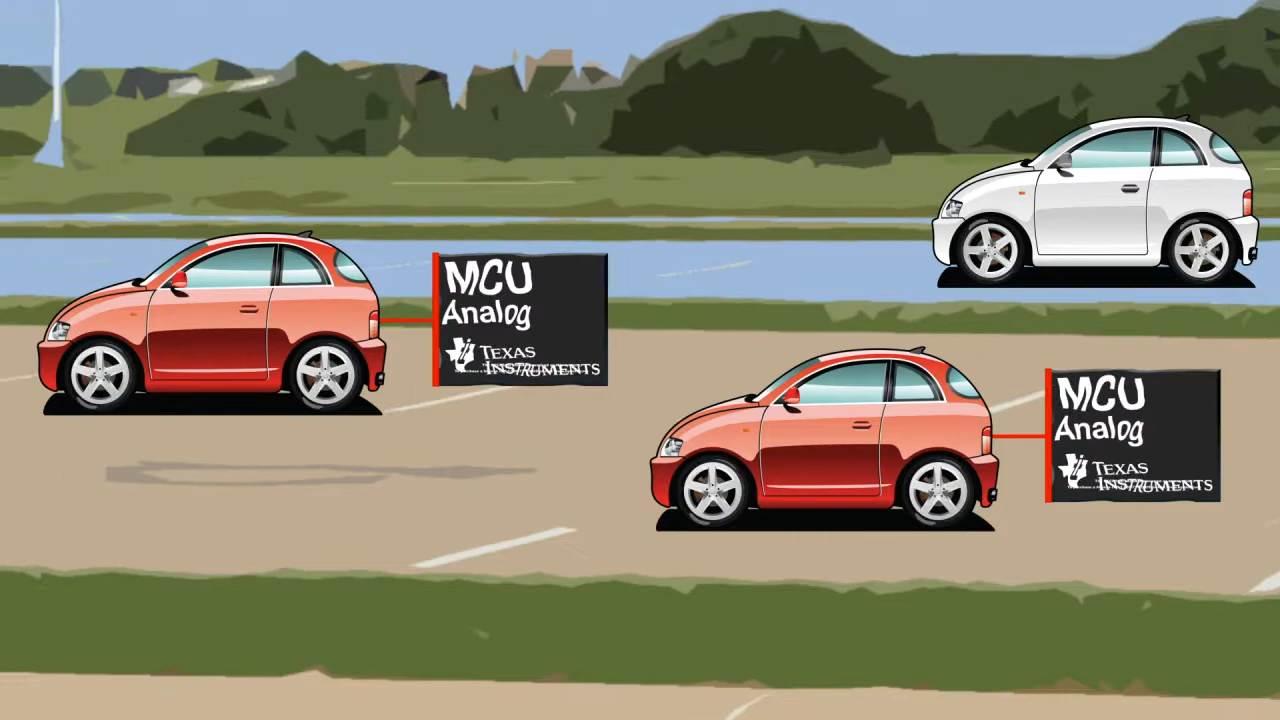 MCU
Analog
TEXAS
INSTRUMENTS
MCU
Analog
TEXAS
INSTRUMENTS